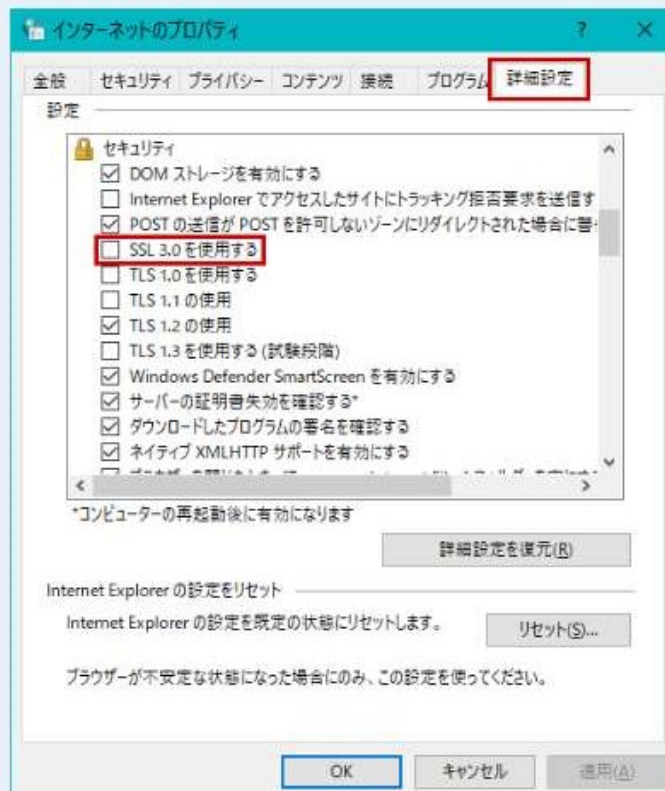 インターネットのプロパティ
?
×
全般 セキュリティ プライバシー コンテンツ 接続 プログラム 詳細設定
設定
セキュリティ
DOM ストレージを有効にする
Internet Explorer でアクセスしたサイトにトラッキング拒否要求を送信す
POST の送信が POST を許可しないゾーンにリダイレクトされた場合に警
SSL 3.0 を使用する
TLS 1.0 を使用する
TLS 1.1 の使用
TLS 1.2 の使用
TLS 1.3 を使用する (試験段階)
Windows Defender SmartScreen を有効にする
サーバーの証明書失効を確認する*
ダウンロードしたプログラムの署名を確認する
ネイティブ XMLHTTP サポートを有効にする
*コンピューターの再起動後に有効になります
詳細設定を復元(R)
Internet Explorer の設定をリセット
Internet Explorer の設定を既定の状態にリセットします。
リセット(S)...
ブラウザーが不安定な状態になった場合にのみ、この設定を使ってください。
OK キャンセル 適用(A)